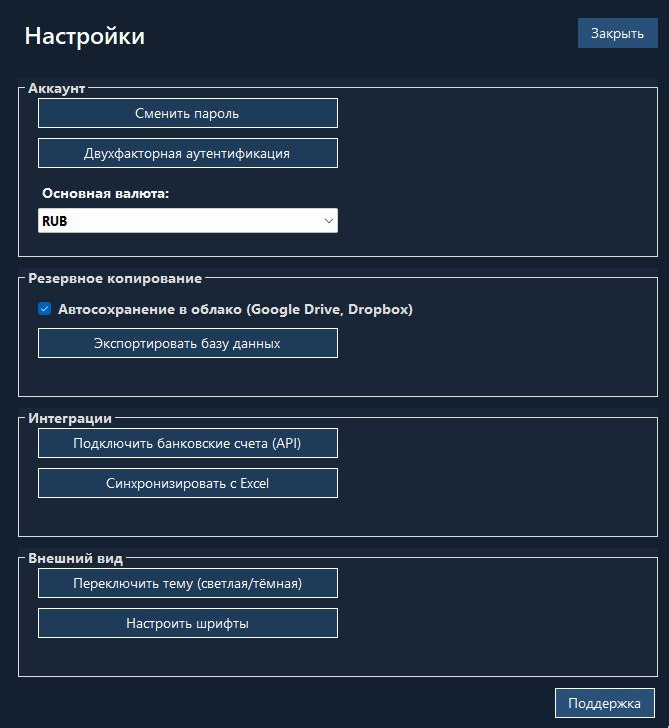 Настройки
Закрыть
Аккаунт
Сменить пароль
Двухфакторная аутентификация
Основная валюта:
RUB
Резервное копирование
Автосохранение в облако (Google Drive, Dropbox)
Экспортировать базу данных
Интеграции
Подключить банковские счета (API)
Синхронизировать с Excel
Внешний вид
Переключить тему (светлая/тёмная)
Настроить шрифты
Поддержка